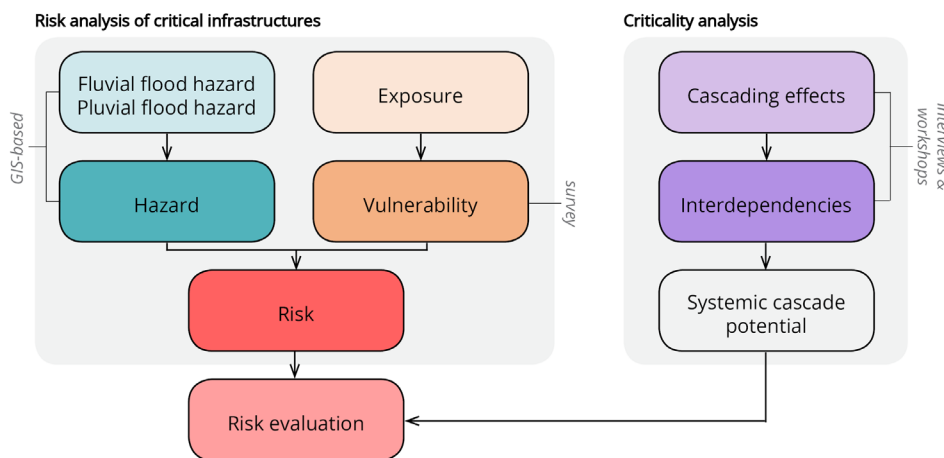 Risk analysis of critical infrastructures
Criticality analysis
Fluvial flood hazard
Pluvial flood hazard
Exposure
Cascading effects
GIS-based
Interviews &
workshops
Hazard
Vulnerability
survey
Interdependencies
Risk
Systemic cascade
potential
Risk evaluation